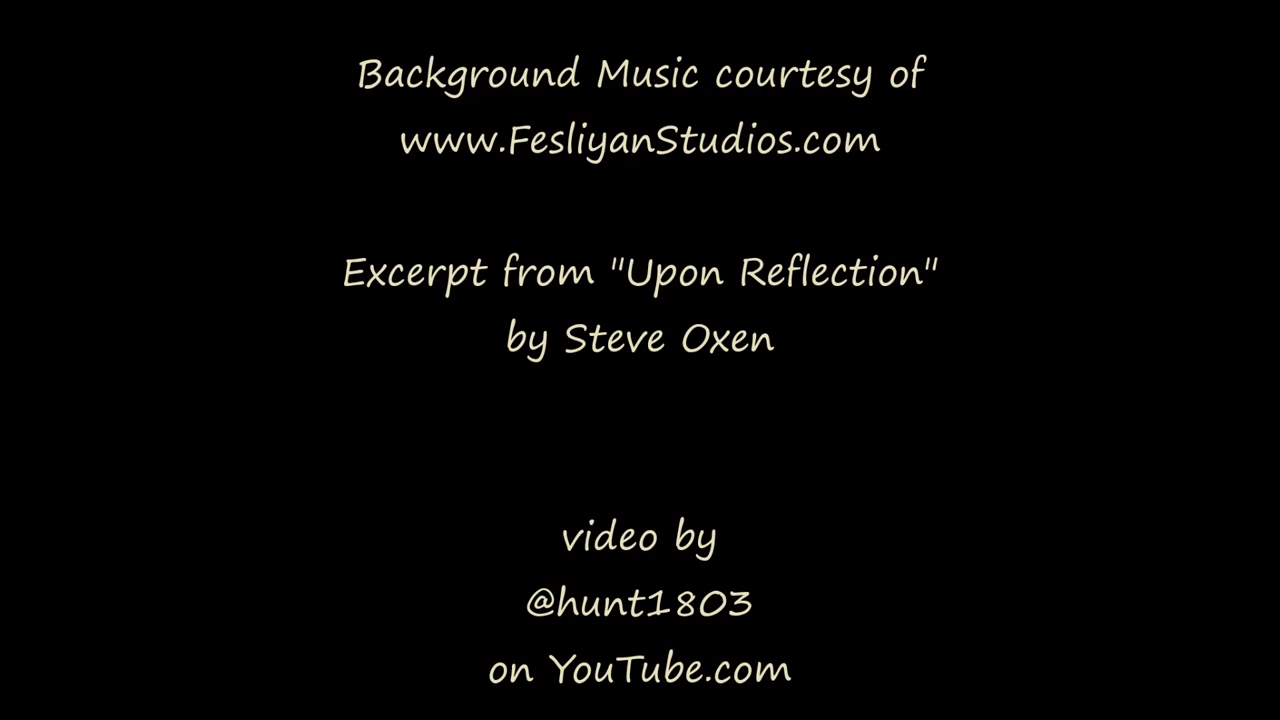 Background Music courtesy of
www.FesliyanStudios.com
Excerpt from "Upon Reflection"
by Steve Oxen
video by
@hunt1803
on YouTube.com